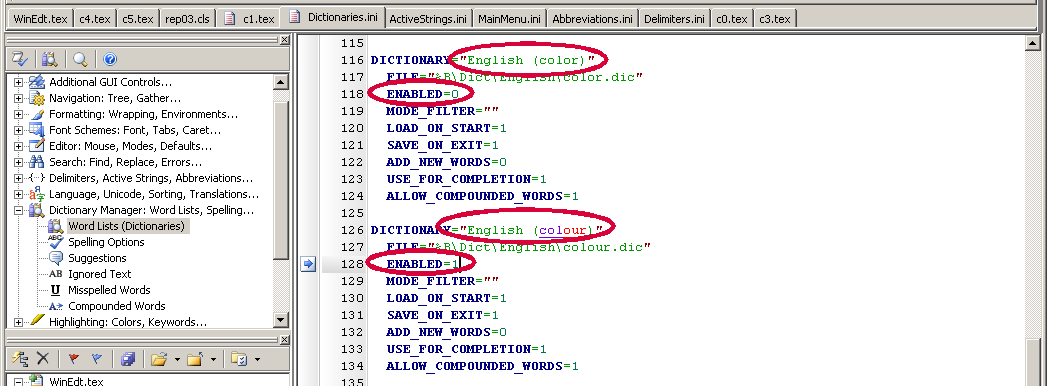 WinEdt.tex c4.tex c5.tex rep03.cls c1.tex Dictionaries.ini ActiveStrings.ini MainMenu.ini Abbreviations.ini Delimiters.ini c0.tex c3.tex
Additional GUI Controls...
Navigation: Tree, Gather...
Formatting: Wrapping, Environments...
Font Schemes: Font, Tabs, Caret...
Editor: Mouse, Modes, Defaults...
Search: Find, Replace, Errors...
Delimiters, Active Strings, Abbreviations...
Language, Unicode, Sorting, Translations...
Dictionary Manager: Word Lists, Spelling...
Word Lists (Dictionaries)
Spelling Options
Suggestions
Ignored Text
Misspelled Words
Compounded Words
Highlighting: Colors, Keywords...
WinEdt.tex
115
116 DICTIONARY="English (color)"
117 FILE="%B\Dict\English\color.dic"
118 ENABLED=0
119 MODE_FILTER=""
120 LOAD_ON_START=1
121 SAVE_ON_EXIT=1
122 ADD_NEW_WORDS=0
123 USE_FOR_COMPLETION=1
124 ALLOW_COMPOUNDED_WORDS=1
125
126 DICTIONARY="English (colour)"
127 FILE="%B\Dict\English\colour.dic"
128 ENABLED=1
129 MODE_FILTER=""
130 LOAD_ON_START=1
131 SAVE_ON_EXIT=1
132 ADD_NEW_WORDS=0
133 USE_FOR_COMPLETION=1
134 ALLOW_COMPOUNDED_WORDS=1
135